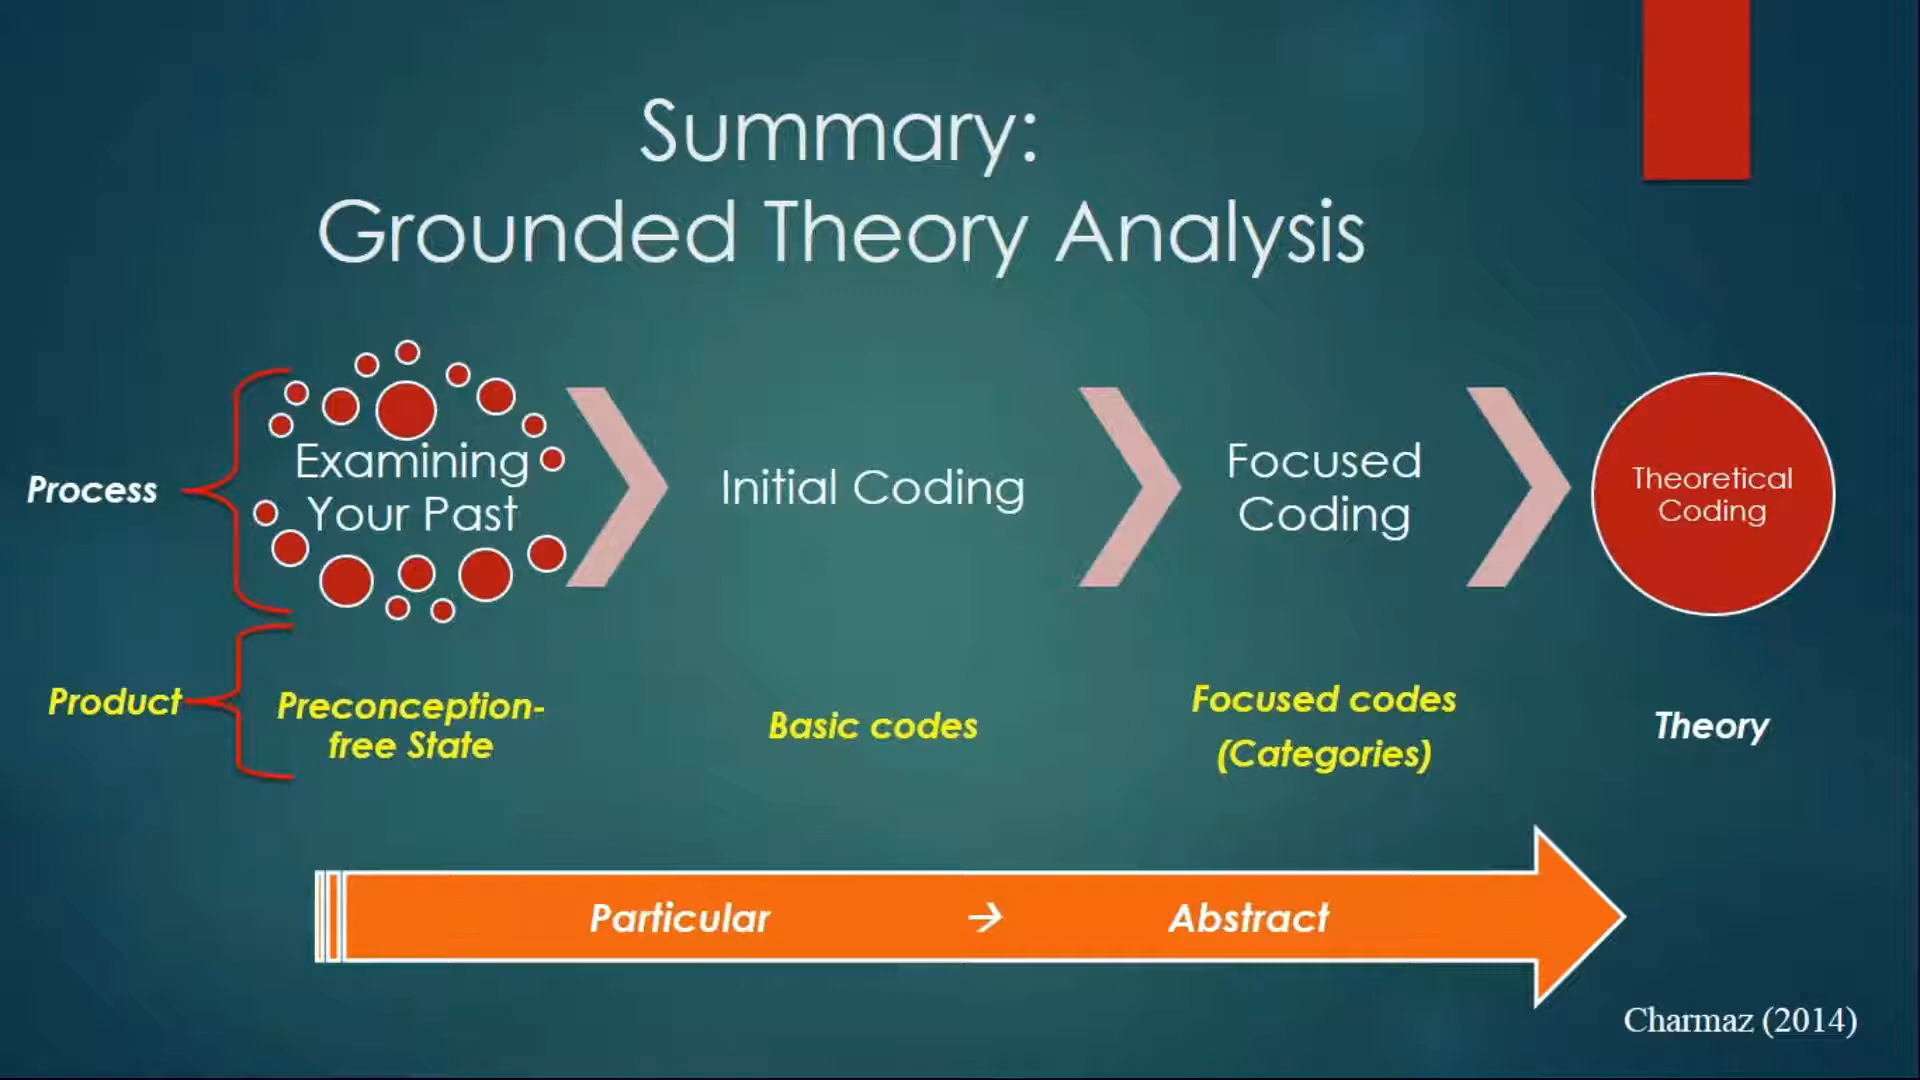 Summary:
Grounded Theory Analysis
Process
Examining
Your Past
Initial Coding
Focused
Coding
Theoretical
Coding
Product
Preconception-
free State
Basic codes
Focused codes
(Categories)
Theory
Particular → Abstract
Charmaz (2014)